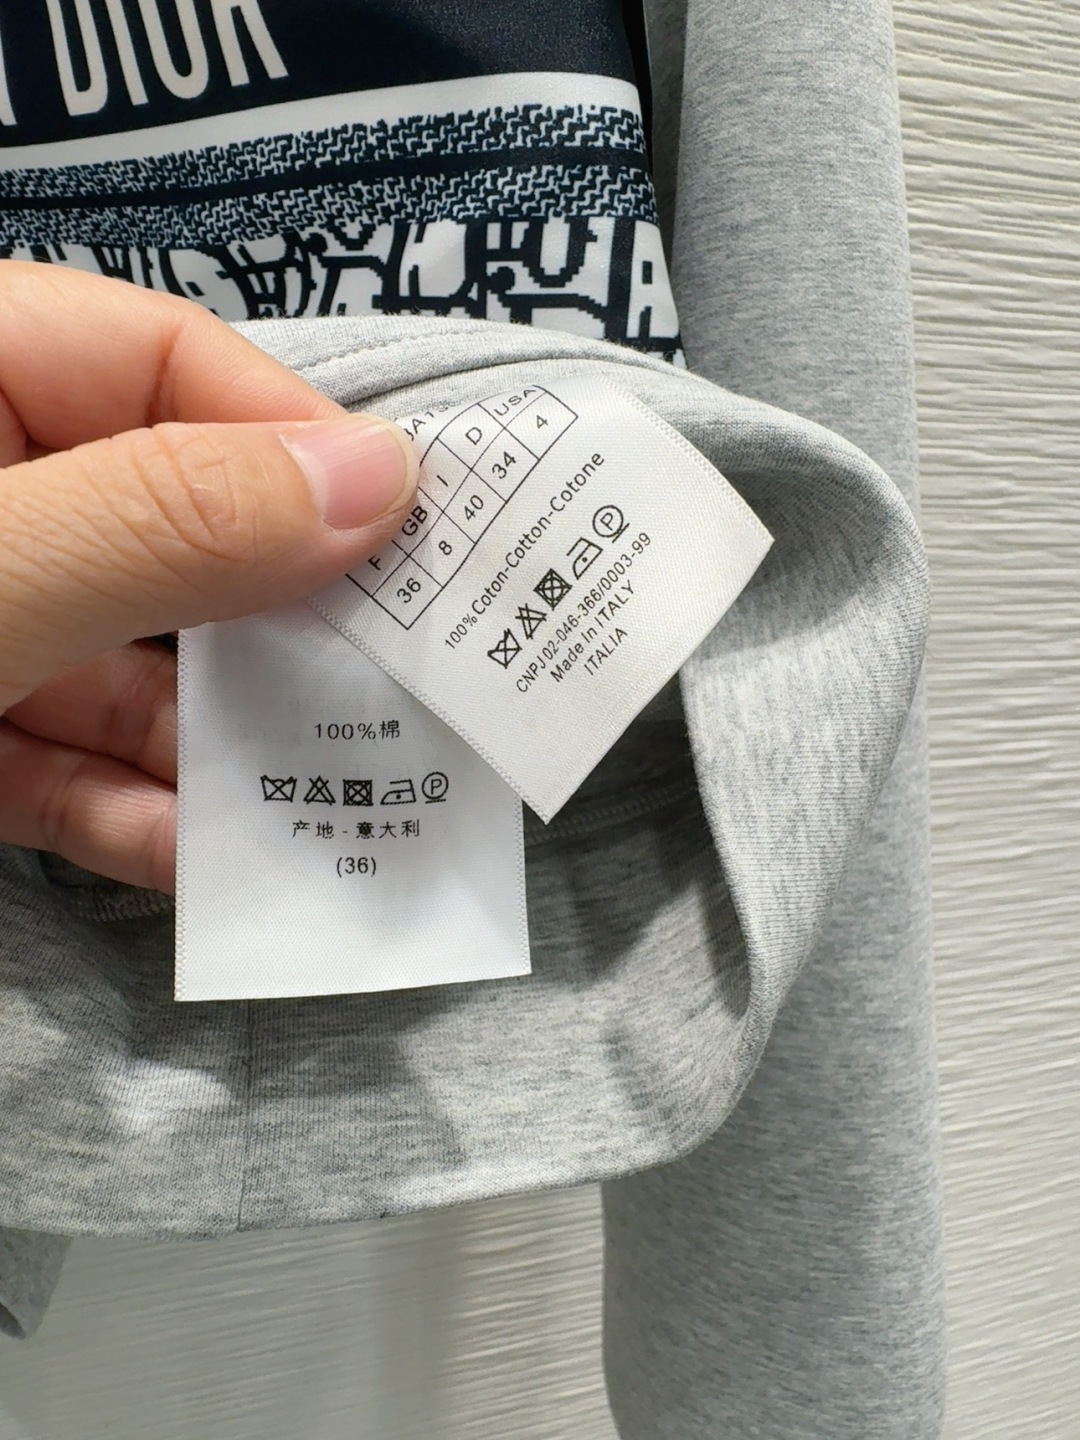 DIOR
F GB I D USA
36 8 40 34 4
100%Coton-Cotton-Cotone
P
CNPJ02-046-366/0003-99
Made In ITALY
ITALIA
100%棉
P
产地-意大利
(36)